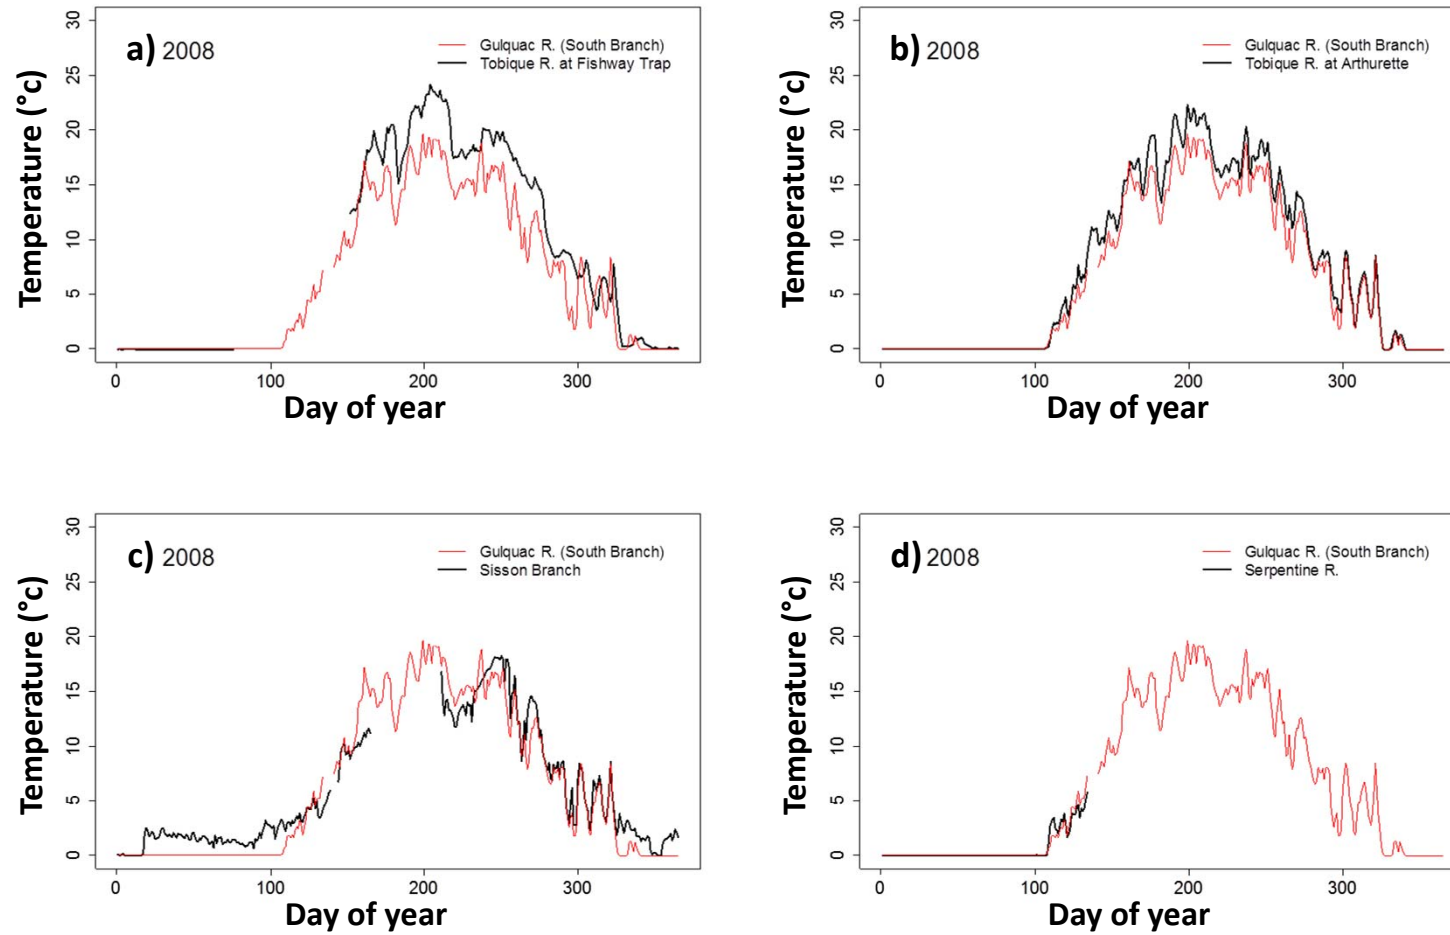 a) 2008
Gulquac R. (South Branch)
Tobique R. at Fishway Trap
Temperature (°c)
30
25
20
15
10
5
0
0 100 200 300
Day of year
b) 2008
Gulquac R. (South Branch)
Tobique R. at Arthurette
Temperature (°c)
30
25
20
15
10
5
0
0 100 200 300
Day of year
c) 2008
Gulquac R. (South Branch)
Sisson Branch
Temperature (°c)
30
25
20
15
10
5
0
0 100 200 300
Day of year
d) 2008
Gulquac R. (South Branch)
Serpentine R.
Temperature (°c)
30
25
20
15
10
5
0
0 100 200 300
Day of year